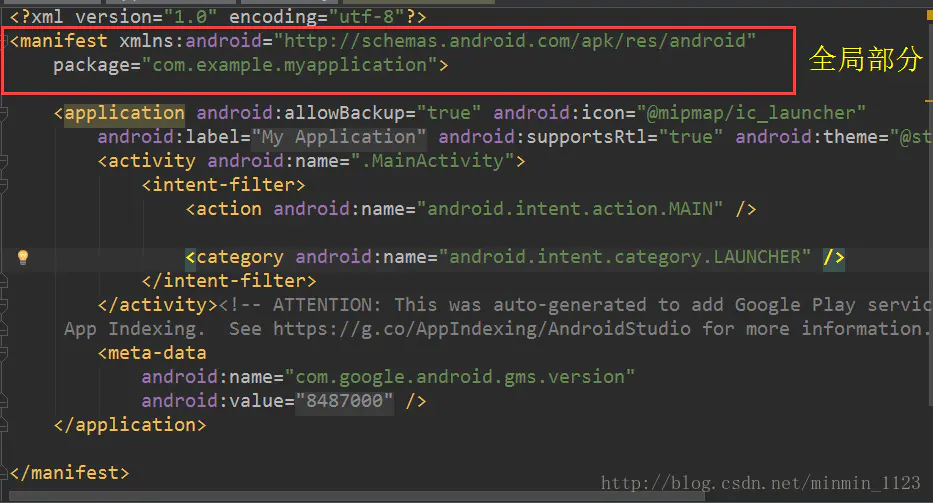 <?xml version="1.0" encoding="utf-8"?>
<manifest xmlns:android="http://schemas.android.com/apk/res/android"
package="com.example.myapplication">
全局部分
<application android:allowBackup="true" android:icon="@mipmap/ic_launcher"
android:label="My Application" android:supportsRtl="true" android:theme="@st
<activity android:name=".MainActivity">
<intent-filter>
<action android:name="android.intent.action.MAIN" />
<category android:name="android.intent.category.LAUNCHER" />
</intent-filter>
</activity><!-- ATTENTION: This was auto-generated to add Google Play servic
App Indexing.  See https://g.co/AppIndexing/AndroidStudio for more information.
<meta-data
android:name="com.google.android.gms.version"
android:value="8487000" />
</application>
</manifest>
http://blog.csdn.net/minmin_1123